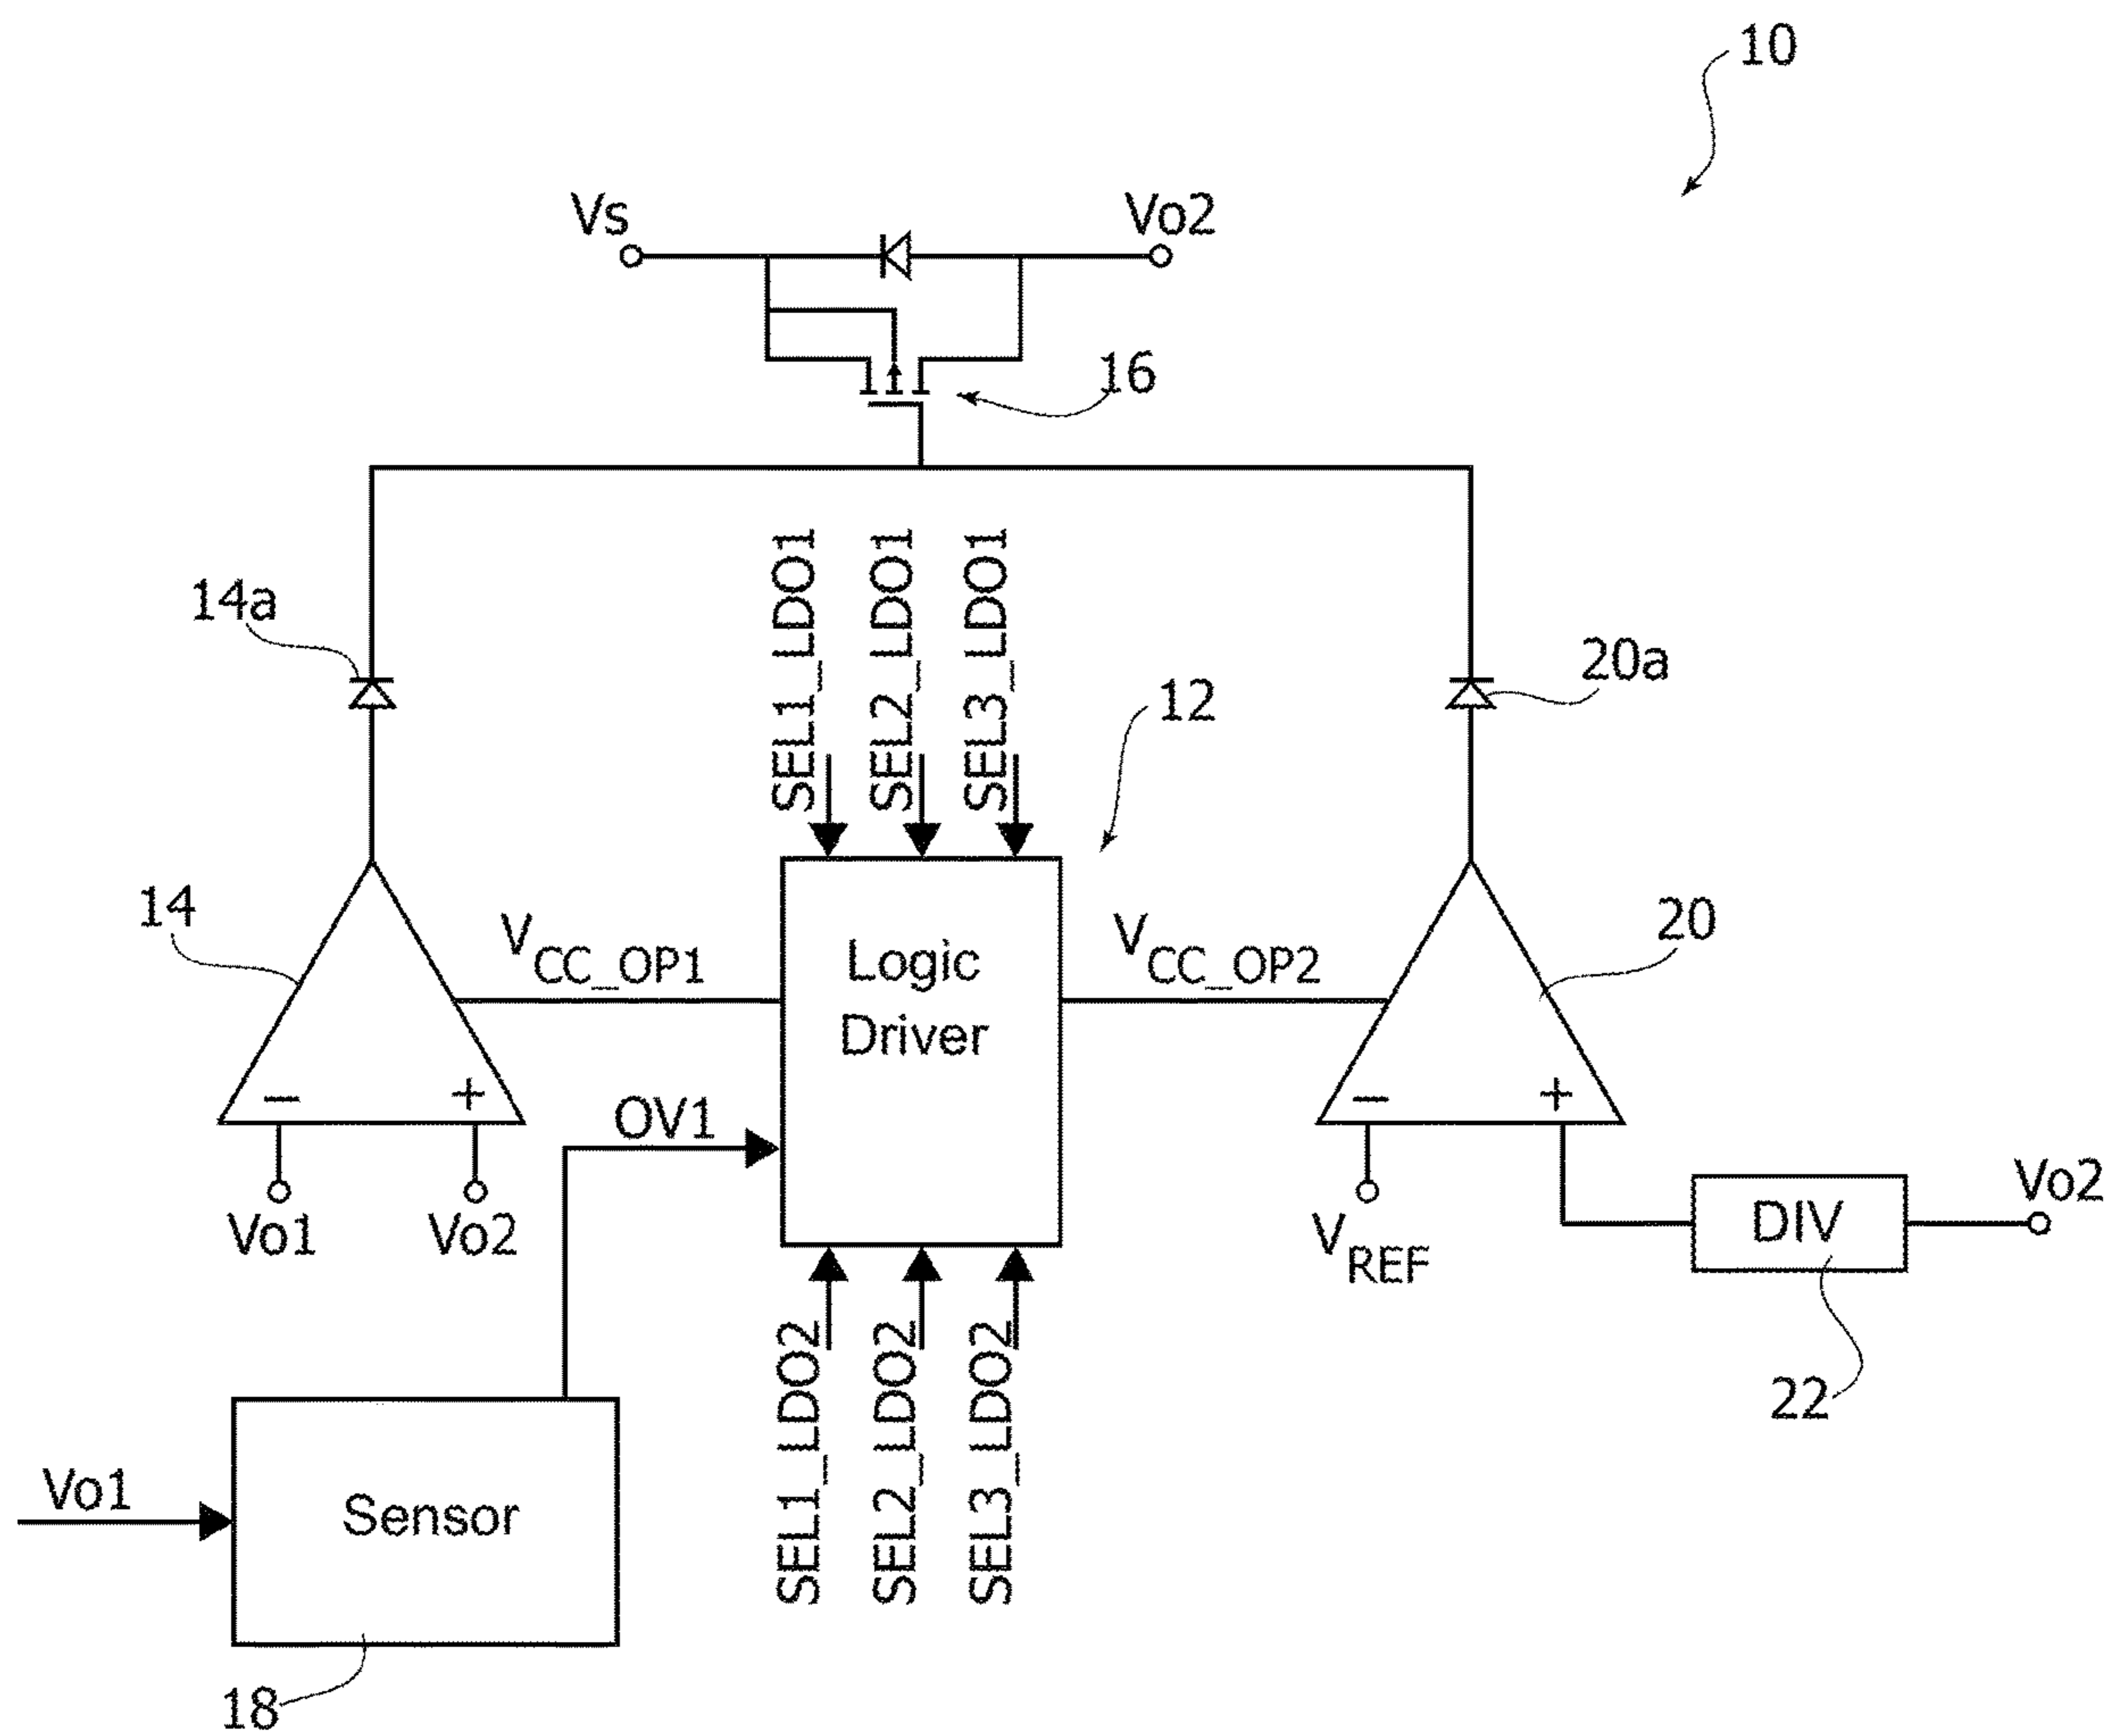 10
Vs
Vo2
16
SEL1_LDO1
SEL2_LDO1
SEL3_LDO1
14a
20a
12
14
20
VCC_OP1
Logic
Driver
VCC_OP2
−
+
−
+
OV1
Vo1
Vo2
VREF
DIV
Vo2
22
SEL1_LDO2
SEL2_LDO2
SEL3_LDO2
Vo1
Sensor
18